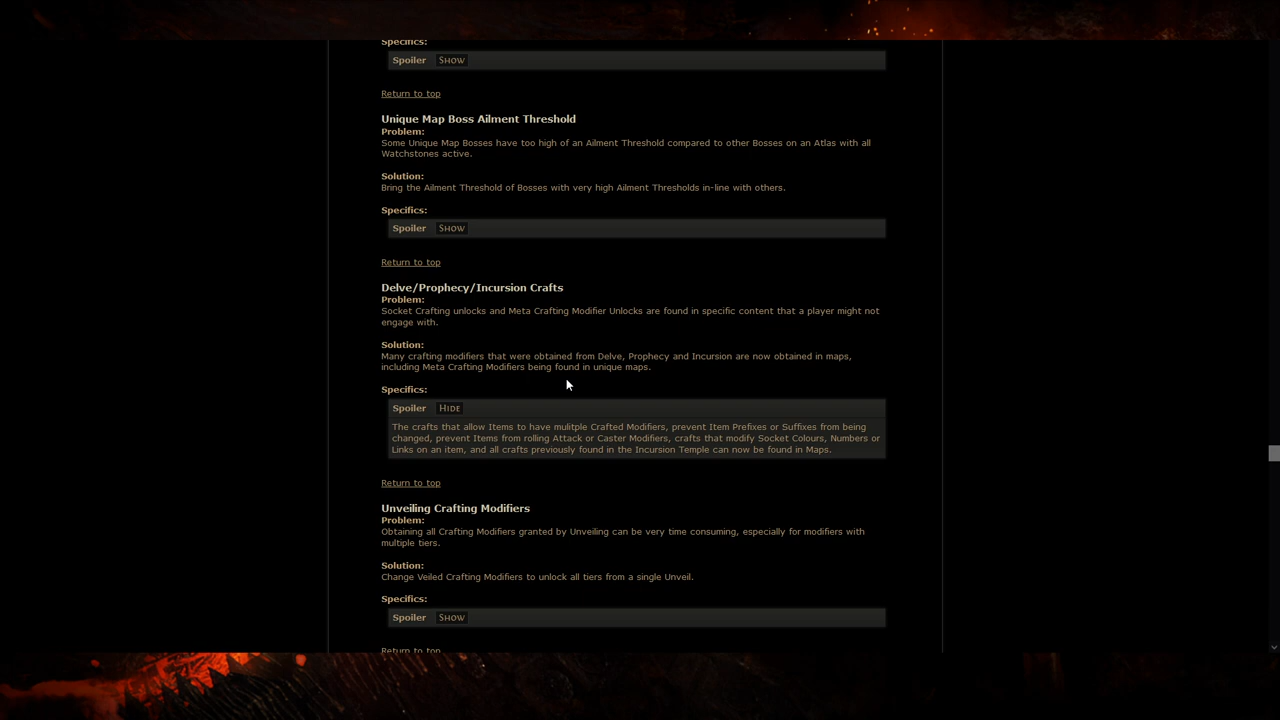 Specifics:
Spoiler Show
Return to top
Unique Map Boss Ailment Threshold
Problem:
Some Unique Map Bosses have too high of an Ailment Threshold compared to other Bosses on an Atlas with all
Watchstones active.
Solution:
Bring the Ailment Threshold of Bosses with very high Ailment Thresholds in-line with others.
Specifics:
Spoiler Show
Return to top
Delve/Prophecy/Incursion Crafts
Problem:
Socket Crafting unlocks and Meta Crafting Modifier Unlocks are found in specific content that a player might not
engage with.
Solution:
Many crafting modifiers that were obtained from Delve, Prophecy and Incursion are now obtained in maps,
including Meta Crafting Modifiers being found in unique maps.
Specifics:
Spoiler Hide
The crafts that allow Items to have mulitple Crafted Modifiers, prevent Item Prefixes or Suffixes from being
changed, prevent Items from rolling Attack or Caster Modifiers, crafts that modify Socket Colours, Numbers or
Links on an item, and all crafts previously found in the Incursion Temple can now be found in Maps.
Return to top
Unveiling Crafting Modifiers
Problem:
Obtaining all Crafting Modifiers granted by Unveiling can be very time consuming, especially for modifiers with
multiple tiers.
Solution:
Change Veiled Crafting Modifiers to unlock all tiers from a single Unveil.
Specifics:
Spoiler Show
Return to top